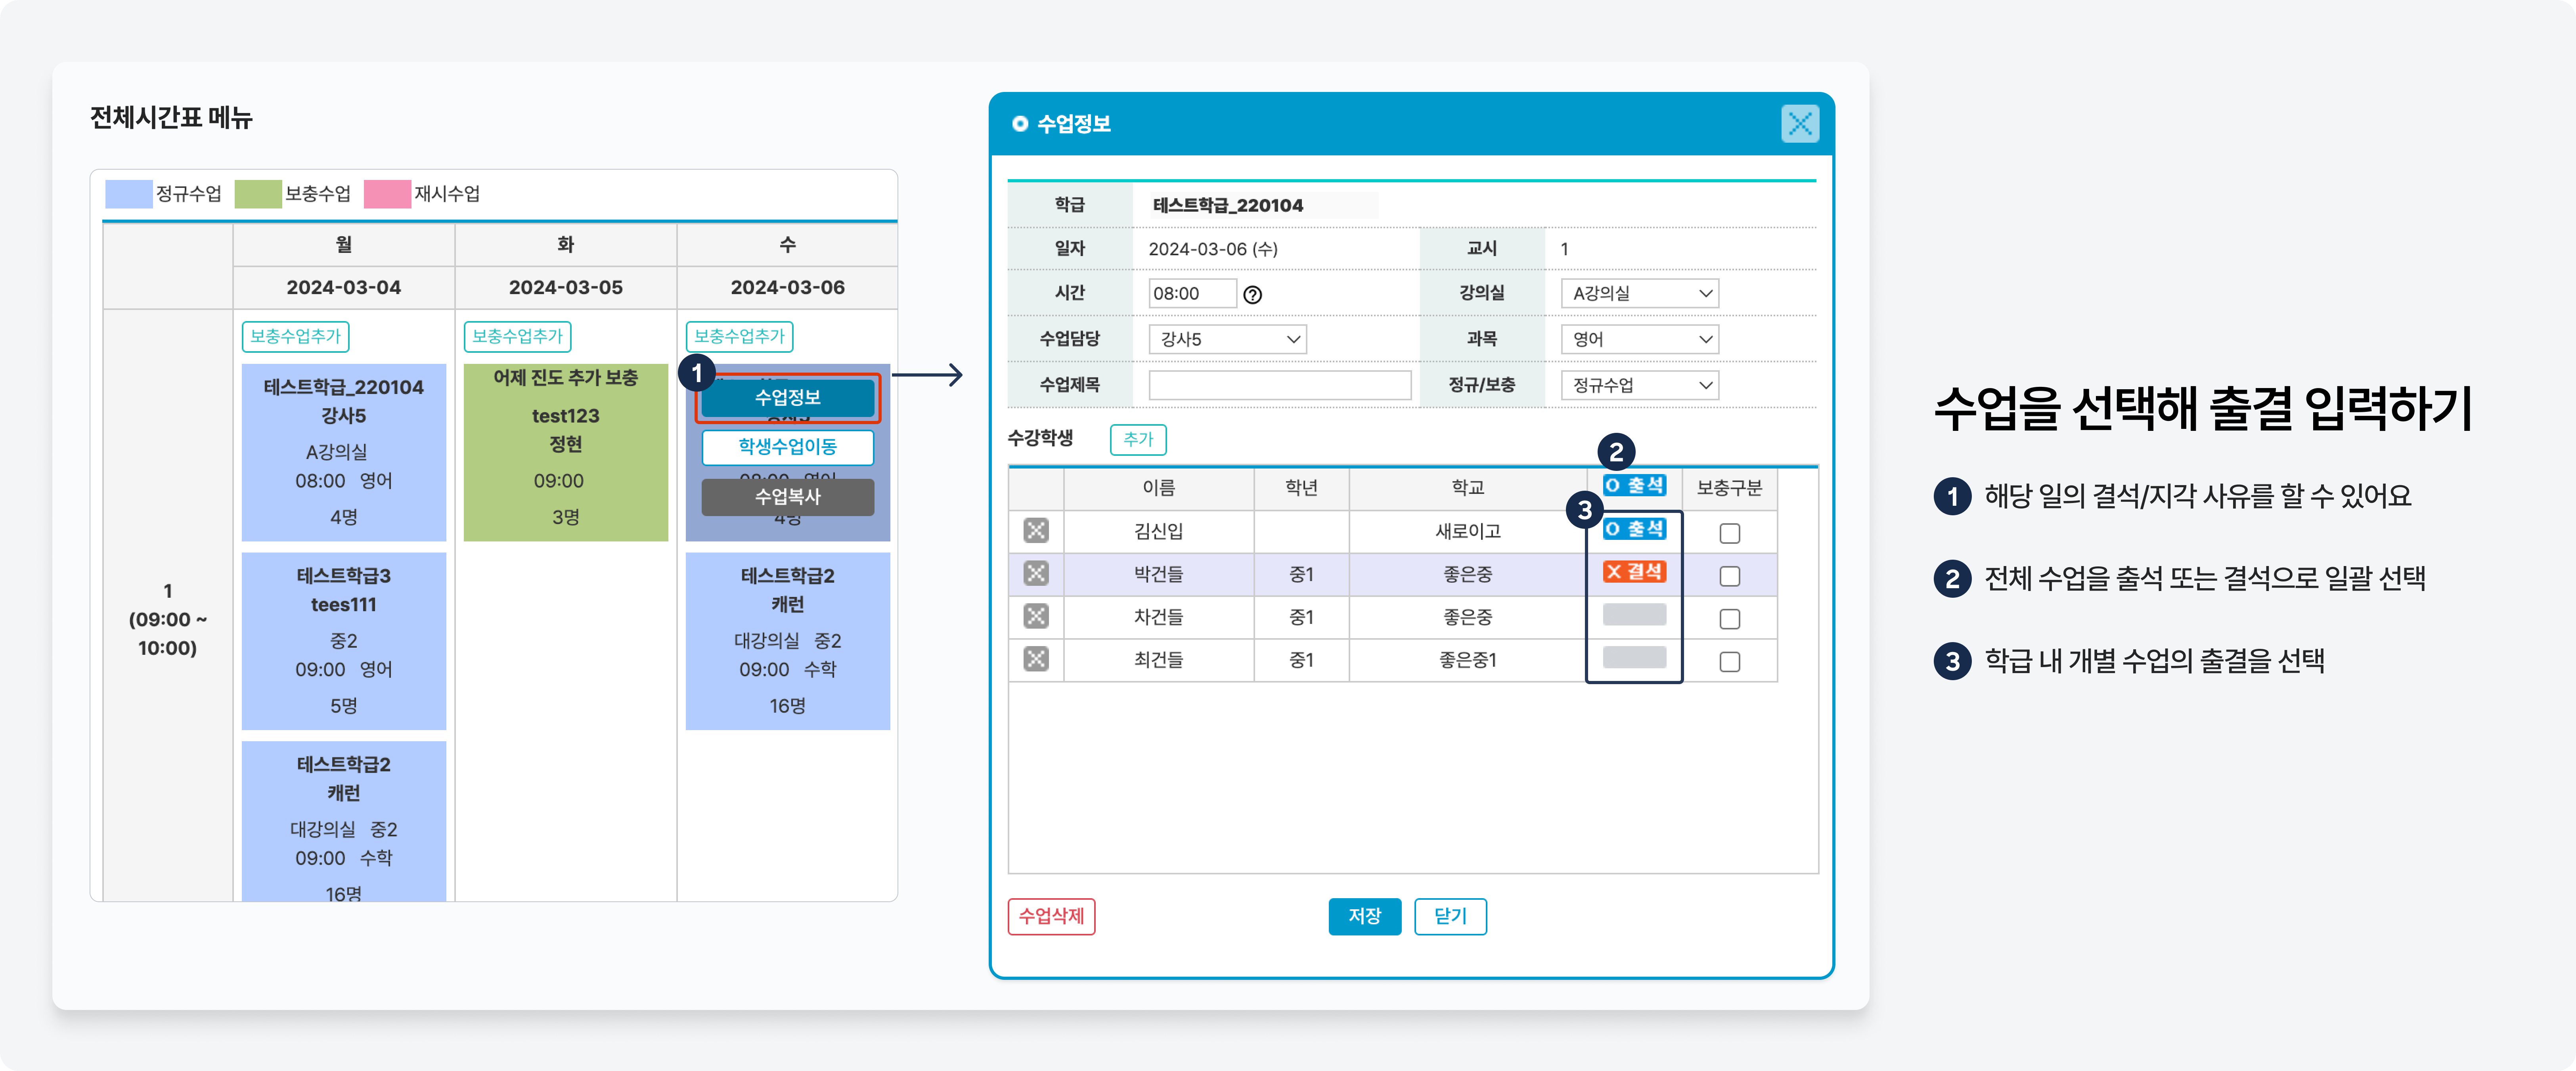 전체시간표 메뉴
정규수업 보충수업 재시수업
월 화 수
2024-03-04 2024-03-05 2024-03-06
1
(09:00 ~
10:00)
보충수업추가
테스트학급_220104
강사5
A강의실
08:00 영어
4명
테스트학급3
tees111
중2
09:00 영어
5명
테스트학급2
캐런
대강의실 중2
09:00 수학
16명
보충수업추가
어제 진도 추가 보충
test123
정현
09:00
3명
보충수업추가
1
수업정보
학생수업이동
08:00 영어
수업복사
4명
테스트학급2
캐런
대강의실 중2
09:00 수학
16명
수업정보
학급 테스트학급_220104
일자 2024-03-06 (수) 교시 1
시간 08:00 ? 강의실 A강의실
수업담당 강사5 과목 영어
수업제목 정규/보충 정규수업
수강학생 추가
2
이름 학년 학교 O 출석 보충구분
3
김신입 새로이고 O 출석
박건들 중1 좋은중 X 결석
차건들 중1 좋은중
최건들 중1 좋은중1
수업삭제 저장 닫기
수업을 선택해 출결 입력하기
1 해당 일의 결석/지각 사유를 할 수 있어요
2 전체 수업을 출석 또는 결석으로 일괄 선택
3 학급 내 개별 수업의 출결을 선택